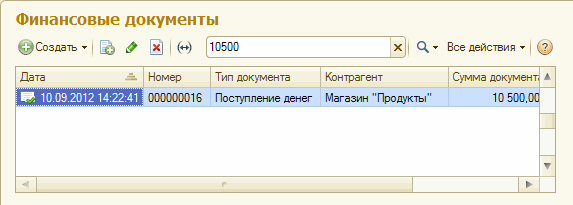 Финансовые документы
Создать 10500 Все действия
Дата Номер Тип документа Контрагент Сумма документа
10.09.2012 14:22:41 000000016 Поступление денег Магазин "Продукты" 10 500,00